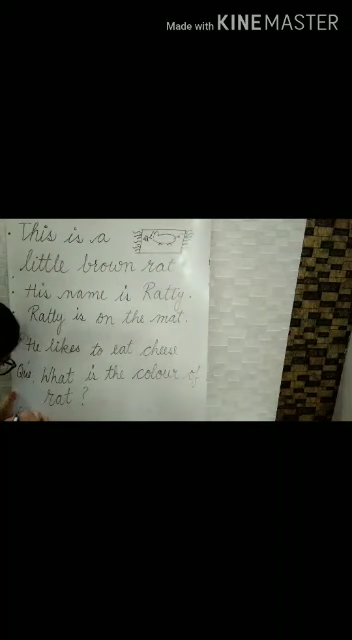 Made with KINEMASTER
• This is a
• little brown rat
• His name is Ratty.
Ratty is on the mat.
• He likes to eat cheese
Que. What is the colour of
rat ?